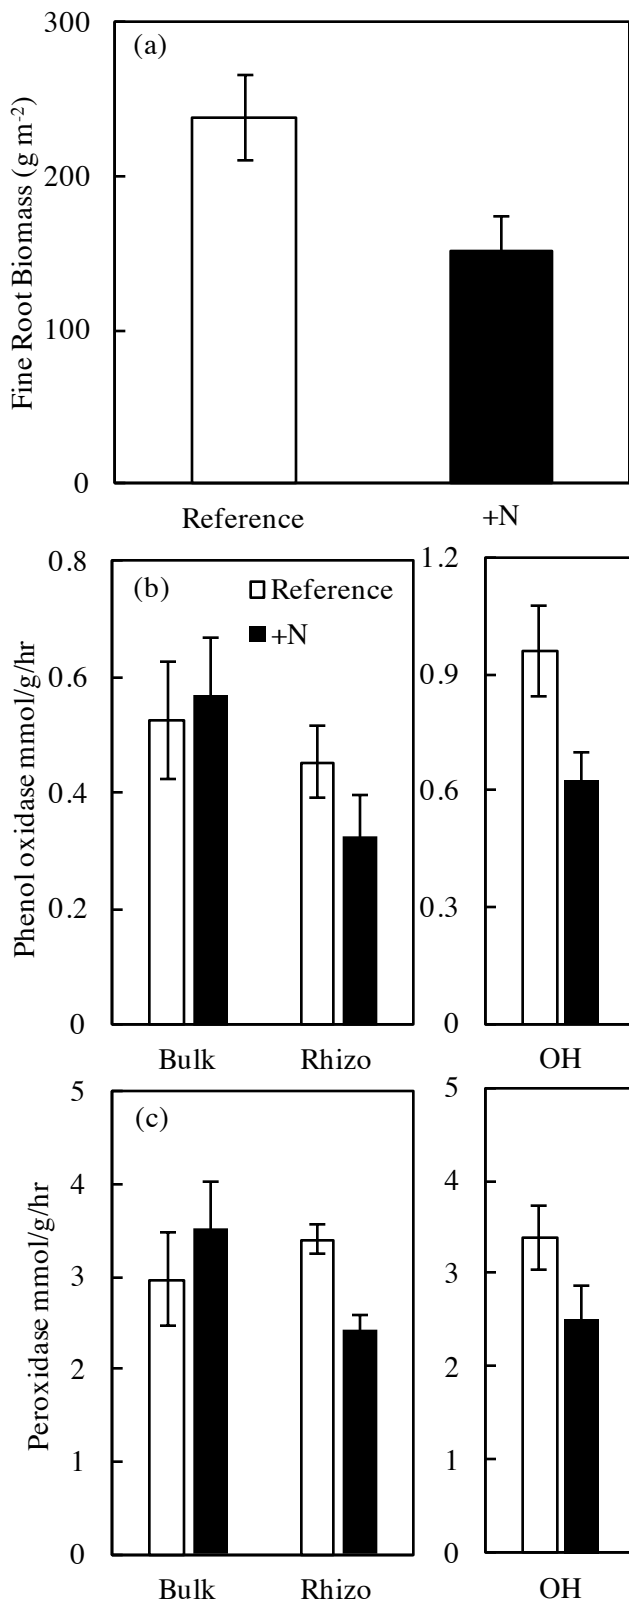 (a)
300
200
100
0
Fine Root Biomass (g m-2)
Reference +N
(b)
Reference
+N
0.8
0.6
0.4
0.2
0
Phenol oxidase mmol/g/hr
Bulk Rhizo
1.2
0.9
0.6
0.3
0
OH
(c)
5
4
3
2
1
0
Peroxidase mmol/g/hr
Bulk Rhizo
5
4
3
2
1
0
OH